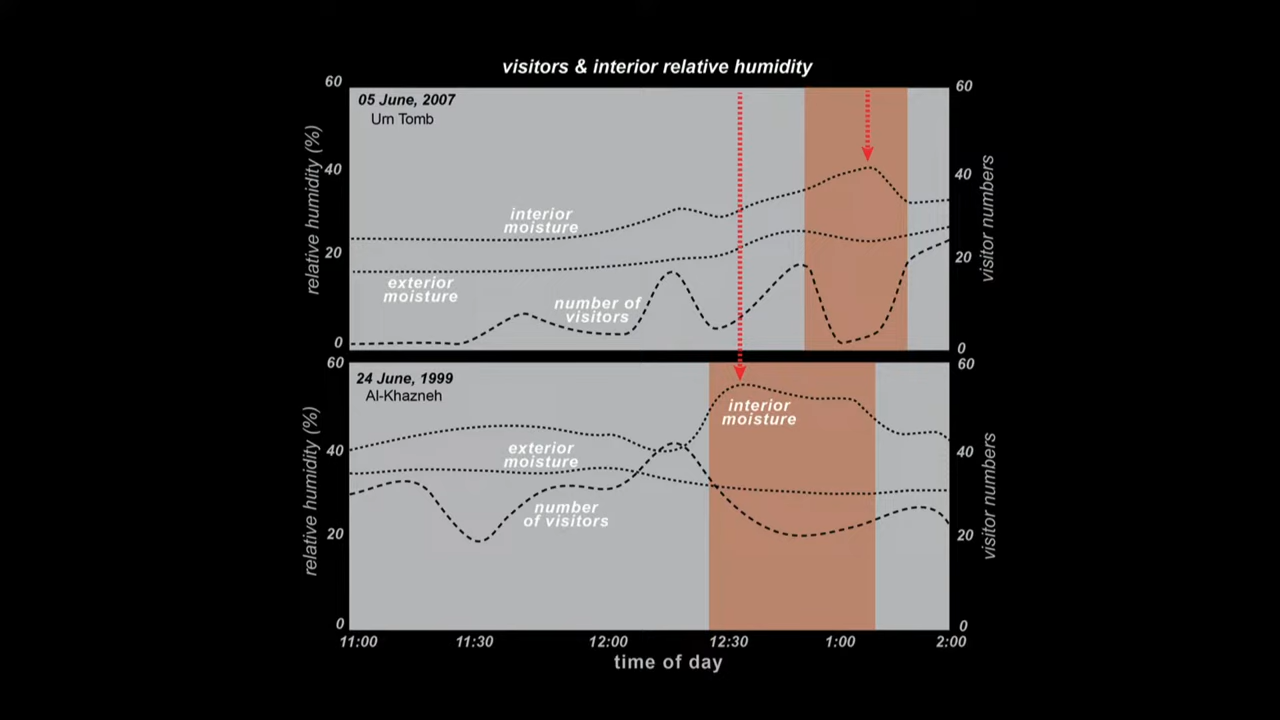 visitors & interior relative humidity
60
60
05 June, 2007
Urn Tomb
relative humidity (%)
40
40
visitor numbers
interior
moisture
20
20
exterior
moisture
number of
visitors
0
0
60
60
24 June, 1999
Al-Khazneh
interior
moisture
relative humidity (%)
40
40
visitor numbers
exterior
moisture
number
of visitors
20
20
0
0
11:00 11:30 12:00 12:30 1:00 2:00
time of day